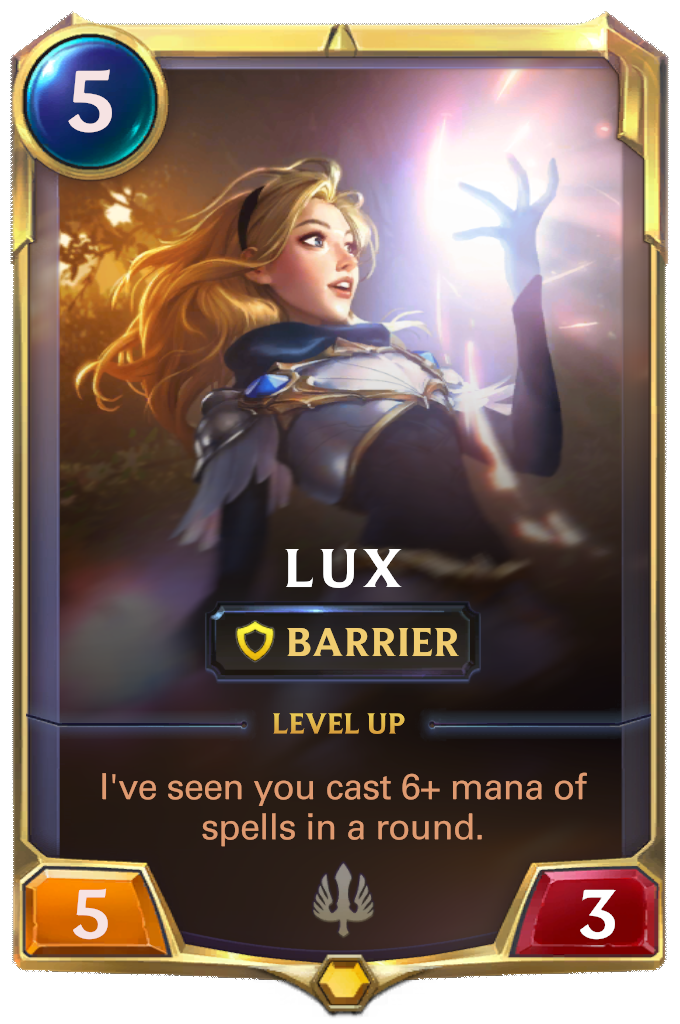 5
LUX
BARRIER
LEVEL UP
I've seen you cast 6+ mana of
spells in a round.
5 3